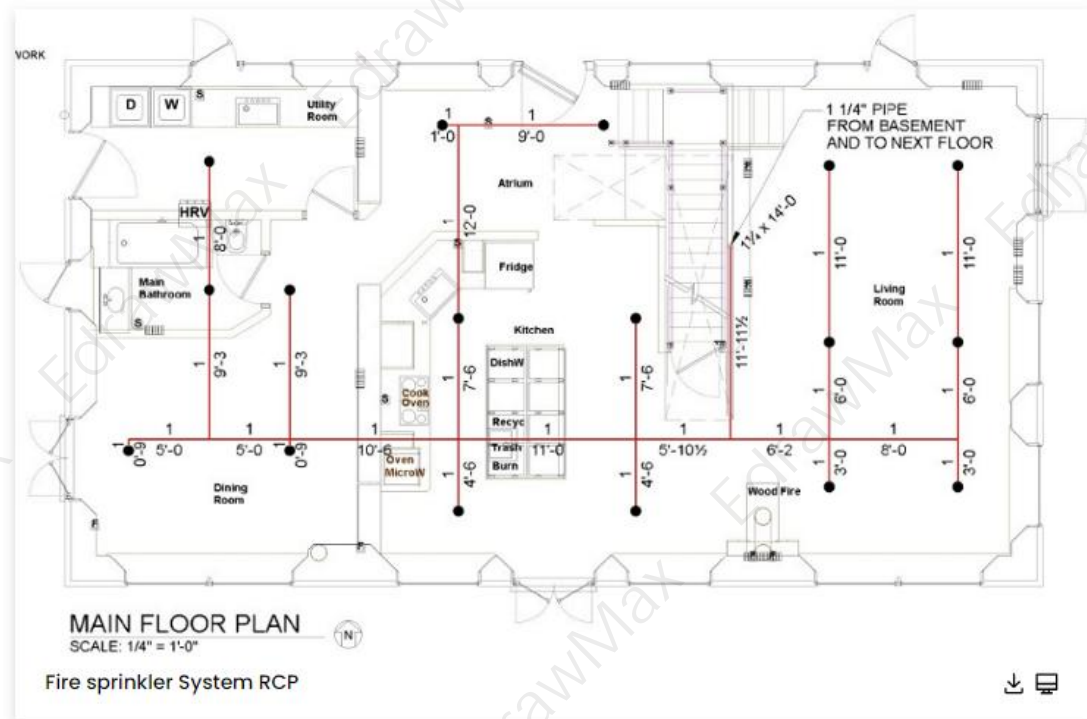 WORK
D
W
S
Utility
Room
1
1
1'-0
S
9'-0
1 1/4" PIPE
FROM BASEMENT
AND TO NEXT FLOOR
Atrium
HRV
1
8'-0
1
12-0
S
1¼ x 14'-0
1
11'-0
1
11'-0
Fridge
Main
Bathroom
S
Living
Room
Kitchen
11'-11½
1
9'-3
1
9'-3
1
7'-6
DishW
1
7'-6
S
Cook
Oven
1
6'-0
1
6'-0
Recyc
Trash
Burn
1
0'-9
1
5'-0
1
5'-0
1
0'-9
1
10'-6
1
11'-0
1
5'-10½
1
6'-2
1
8'-0
Oven
MicroW
1
4'-6
1
4'-6
1
3'-0
1
3'-0
Dining
Room
Wood Fire
F
F
MAIN FLOOR PLAN
SCALE: 1/4" = 1'-0"
N
Fire sprinkler System RCP
EdrawMax
EdrawMax
EdrawMax
EdrawMax